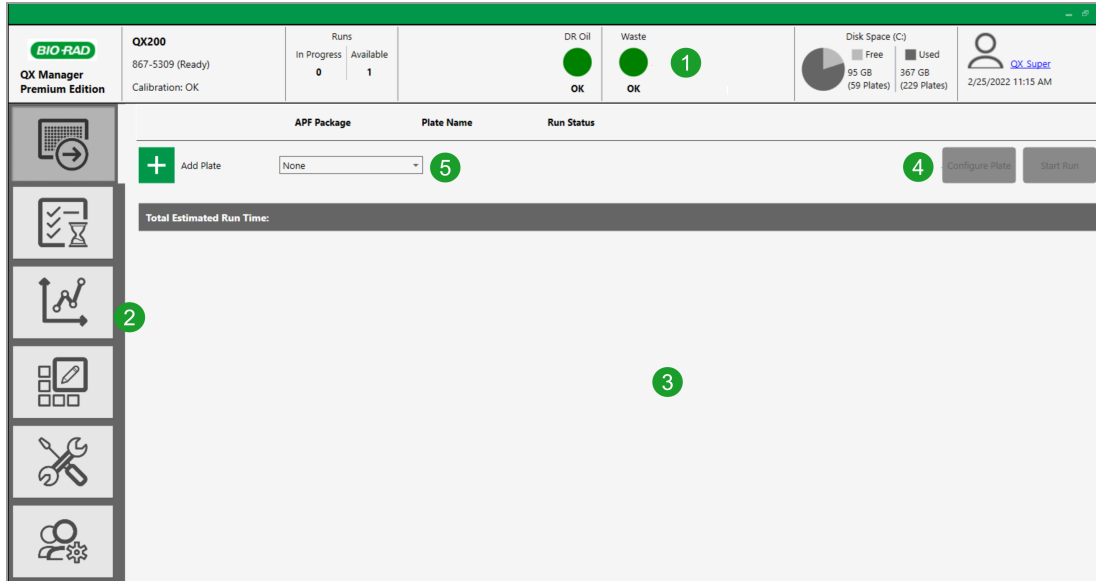 BIO-RAD
QX Manager
Premium Edition
QX200
867-5309 (Ready)
Calibration: OK
Runs
In Progress Available
0 1
DR Oil
OK
Waste
OK
1
Disk Space (C:)
Free Used
95 GB 367 GB
(59 Plates) (229 Plates)
QX Super
2/25/2022 11:15 AM
APF Package Plate Name Run Status
Add Plate None 5 4 Configure Plate Start Run
Total Estimated Run Time:
2
3